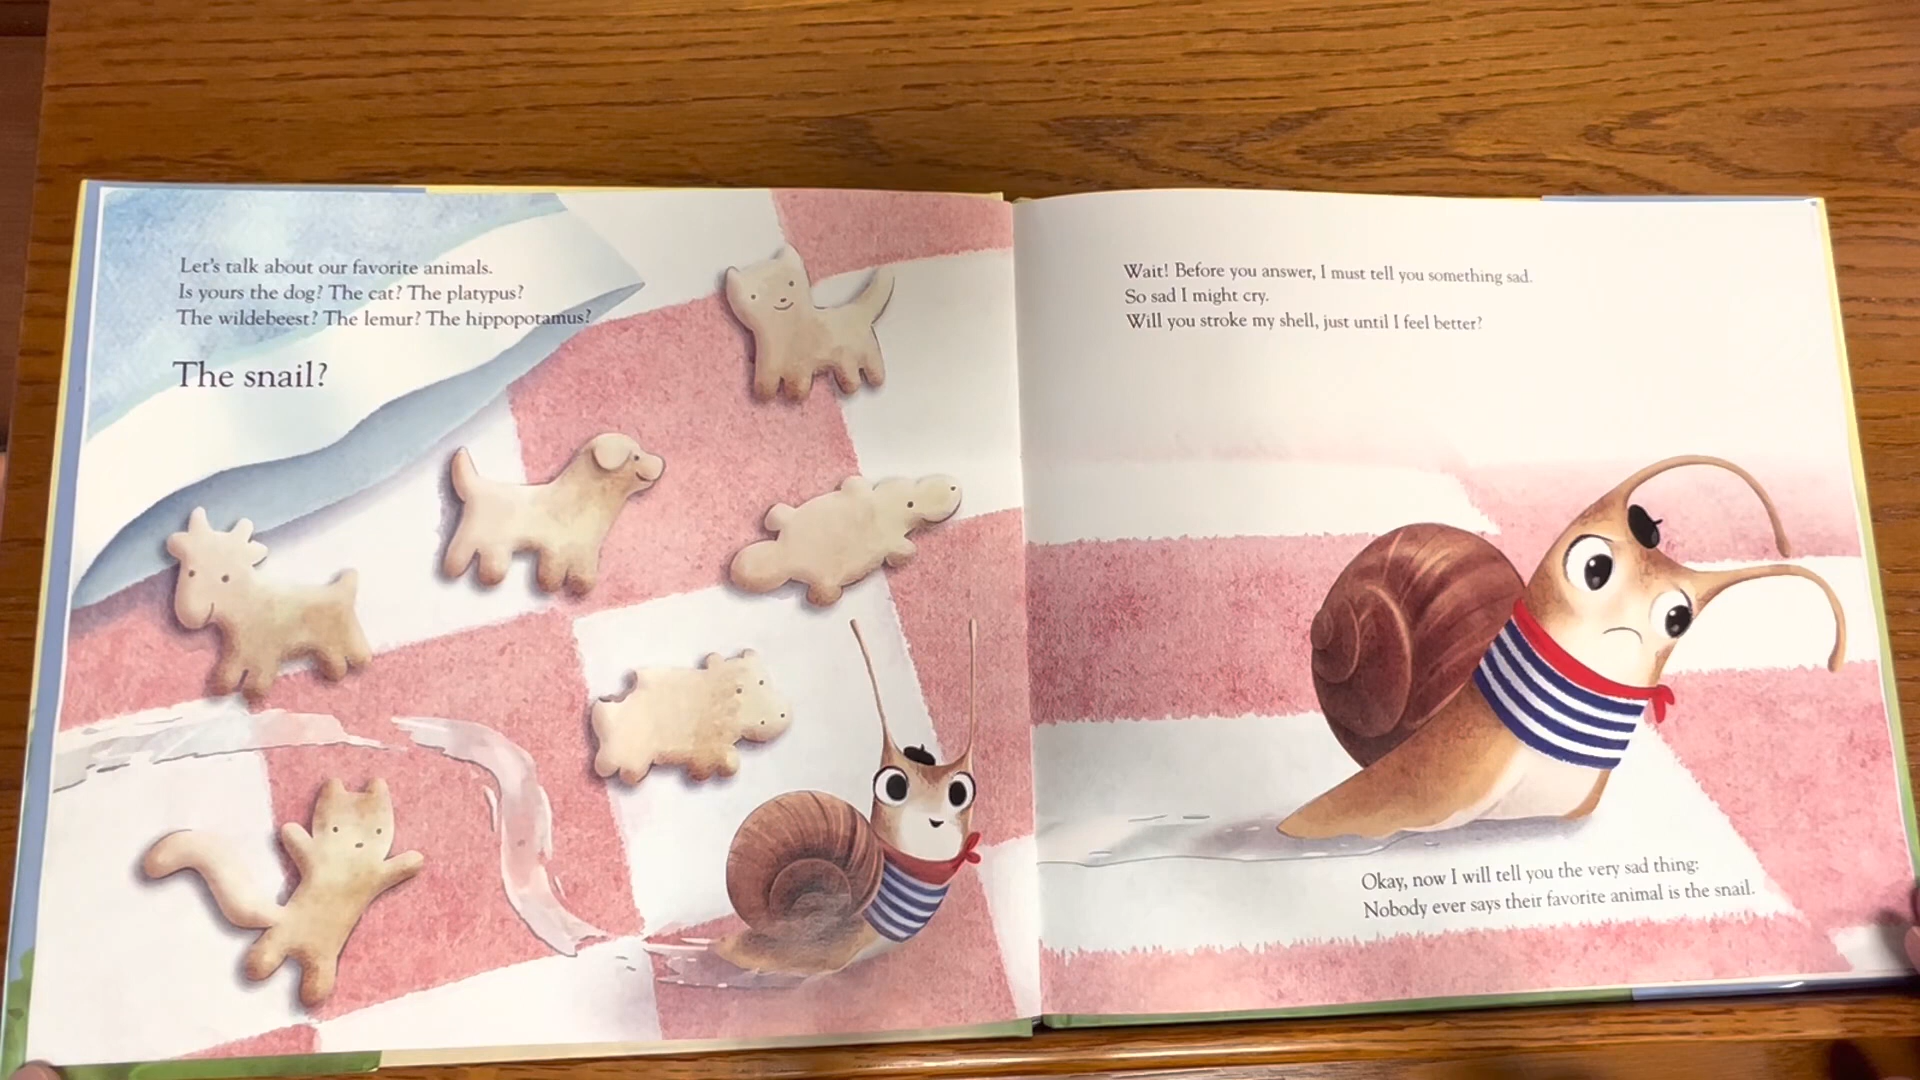 Let's talk about our favorite animals.
Is yours the dog? The cat? The platypus?
The wildebeest? The lemur? The hippopotamus?
The snail?
Wait! Before you answer, I must tell you something sad.
So sad I might cry.
Will you stroke my shell, just until I feel better?
Okay, now I will tell you the very sad thing:
Nobody ever says their favorite animal is the snail.